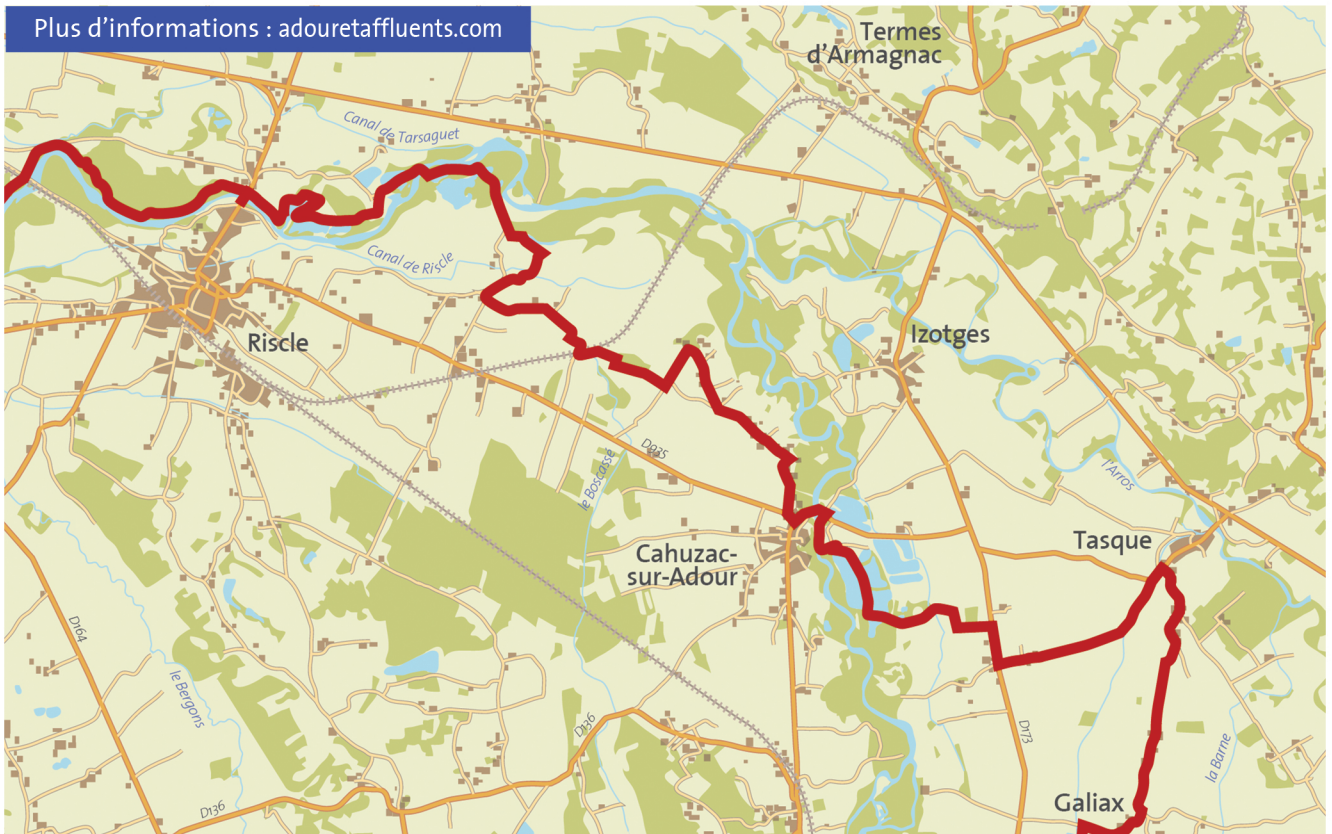 Plus d'informations : adouretaffluents.com
Termes
d'Armagnac
Canal de Tarsaguet
Canal de Riscle
Riscle
Izotges
D935
le Boscasse
l'Arros
Cahuzac-
sur-Adour
Tasque
D164
le Bergons
D136
D173
la Barne
D136
Galiax